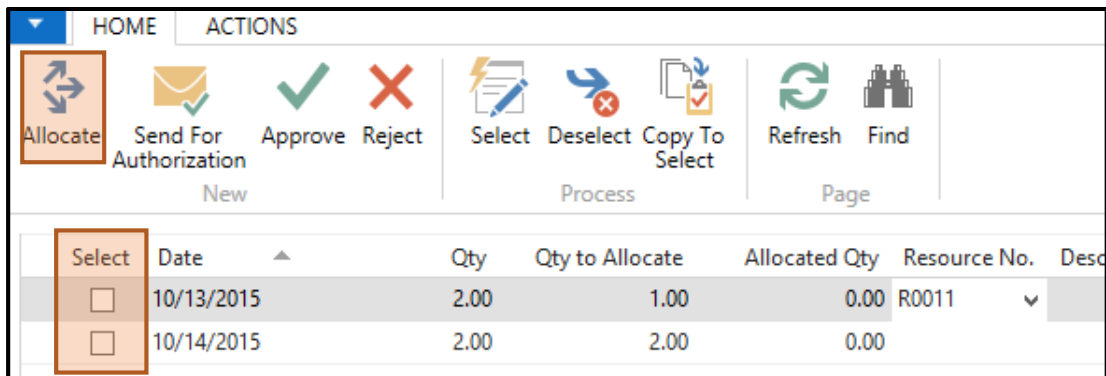 HOME ACTIONS
Allocate Send For Authorization Approve Reject Select Deselect Copy To Select Refresh Find
New Process Page
Select Date Qty Qty to Allocate Allocated Qty Resource No. Desc
10/13/2015 2.00 1.00 0.00 R0011
10/14/2015 2.00 2.00 0.00